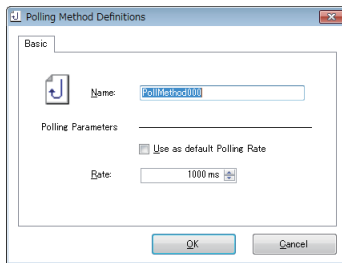 Polling Method Definitions
Basic
Name: PollMethod000
Polling Parameters
Use as default Polling Rate
Rate: 1000 ms
OK Cancel